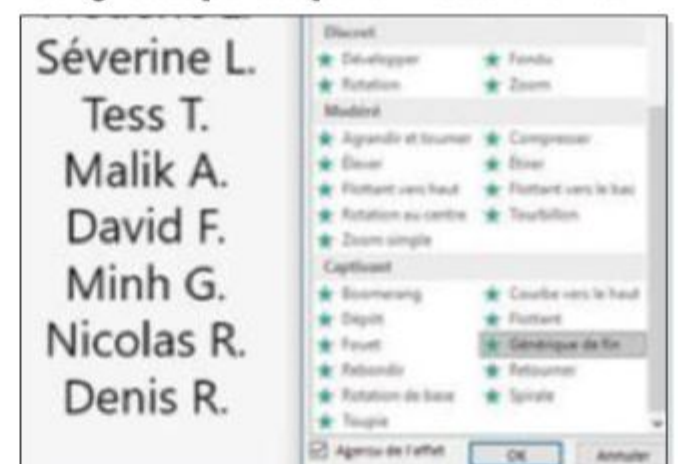 Séverine L.
Tess T.
Malik A.
David F.
Minh G.
Nicolas R.
Denis R.
Discret
Développer
Fondu
Rotation
Zoom
Modéré
Agrandir et tourner
Compresser
Élever
Étirer
Flottant vers haut
Flottant vers le bas
Rotation au centre
Tourbillon
Zoom simple
Captivant
Boomerang
Courbe vers le haut
Dépôt
Flottant
Fouet
Générique de fin
Rebondir
Retourner
Rotation de base
Spirale
Toupie
Aperçu de l'effet
OK
Annuler